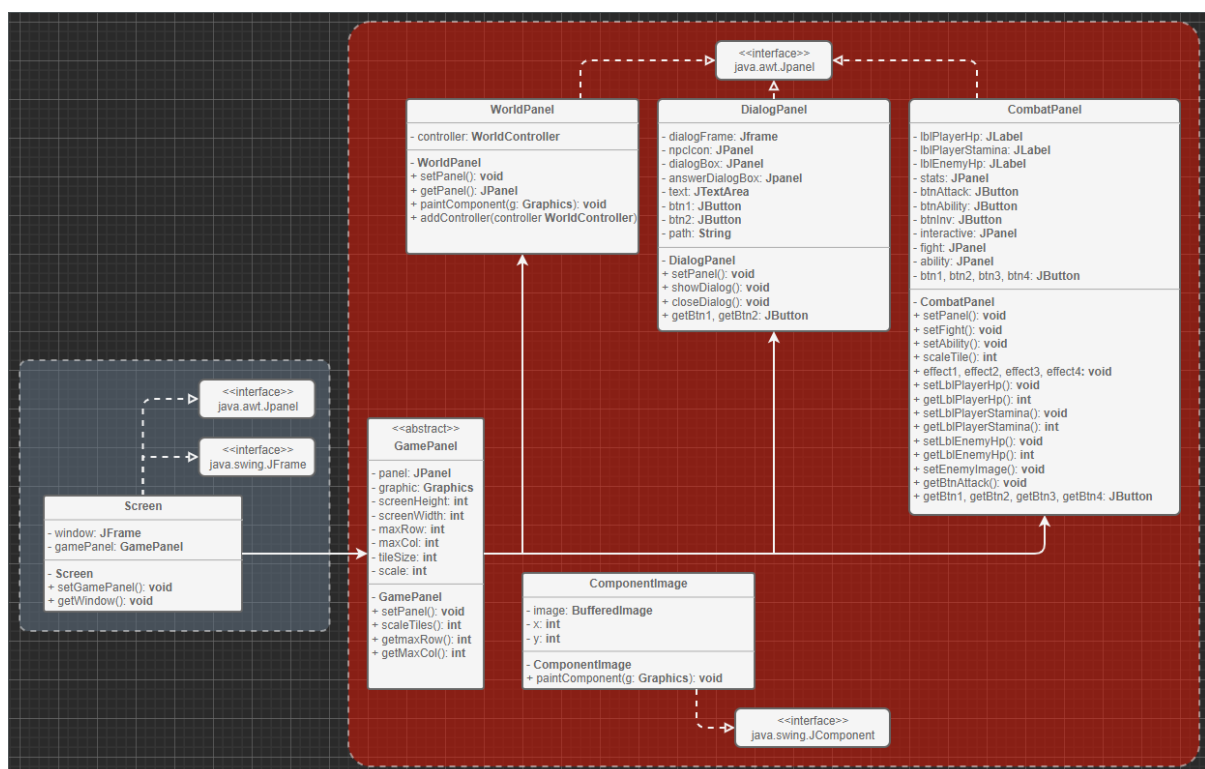 <<interface>>
java.awt.Jpanel
WorldPanel
- controller: WorldController
- WorldPanel
+ setPanel(): void
+ getPanel(): JPanel
+ paintComponent(g: Graphics): void
+ addController(controller WorldController)
DialogPanel
- dialogFrame: Jframe
- npcIcon: JPanel
- dialogBox: JPanel
- answerDialogBox: Jpanel
- text: JTextArea
- btn1: JButton
- btn2: JButton
- path: String
- DialogPanel
+ setPanel(): void
+ showDialog(): void
+ closeDialog(): void
+ getBtn1, getBtn2: JButton
CombatPanel
- lblPlayerHp: JLabel
- lblPlayerStamina: JLabel
- lblEnemyHp: JLabel
- stats: JPanel
- btnAttack: JButton
- btnAbility: JButton
- btnInv: JButton
- interactive: JPanel
- fight: JPanel
- ability: JPanel
- btn1, btn2, btn3, btn4: JButton
- CombatPanel
+ setPanel(): void
+ setFight(): void
+ setAbility(): void
+ scaleTile(): int
+ effect1, effect2, effect3, effect4: void
+ setLblPlayerHp(): void
+ getLblPlayerHp(): int
+ setLblPlayerStamina(): void
+ getLblPlayerStamina(): int
+ setLblEnemyHp(): void
+ getLblEnemyHp(): int
+ setEnemyImage(): void
+ getBtnAttack(): void
+ getBtn1, getBtn2, getBtn3, getBtn4: JButton
<<interface>>
java.awt.Jpanel
<<interface>>
java.swing.JFrame
Screen
- window: JFrame
- gamePanel: GamePanel
- Screen
+ setGamePanel(): void
+ getWindow(): void
<<abstract>>
GamePanel
- panel: JPanel
- graphic: Graphics
- screenHeight: int
- screenWidth: int
- maxRow: int
- maxCol: int
- tileSize: int
- scale: int
- GamePanel
+ setPanel(): void
+ scaleTiles(): int
+ getmaxRow(): int
+ getMaxCol(): int
ComponentImage
- image: BufferedImage
- x: int
- y: int
- ComponentImage
+ paintComponent(g: Graphics): void
<<interface>>
java.swing.JComponent